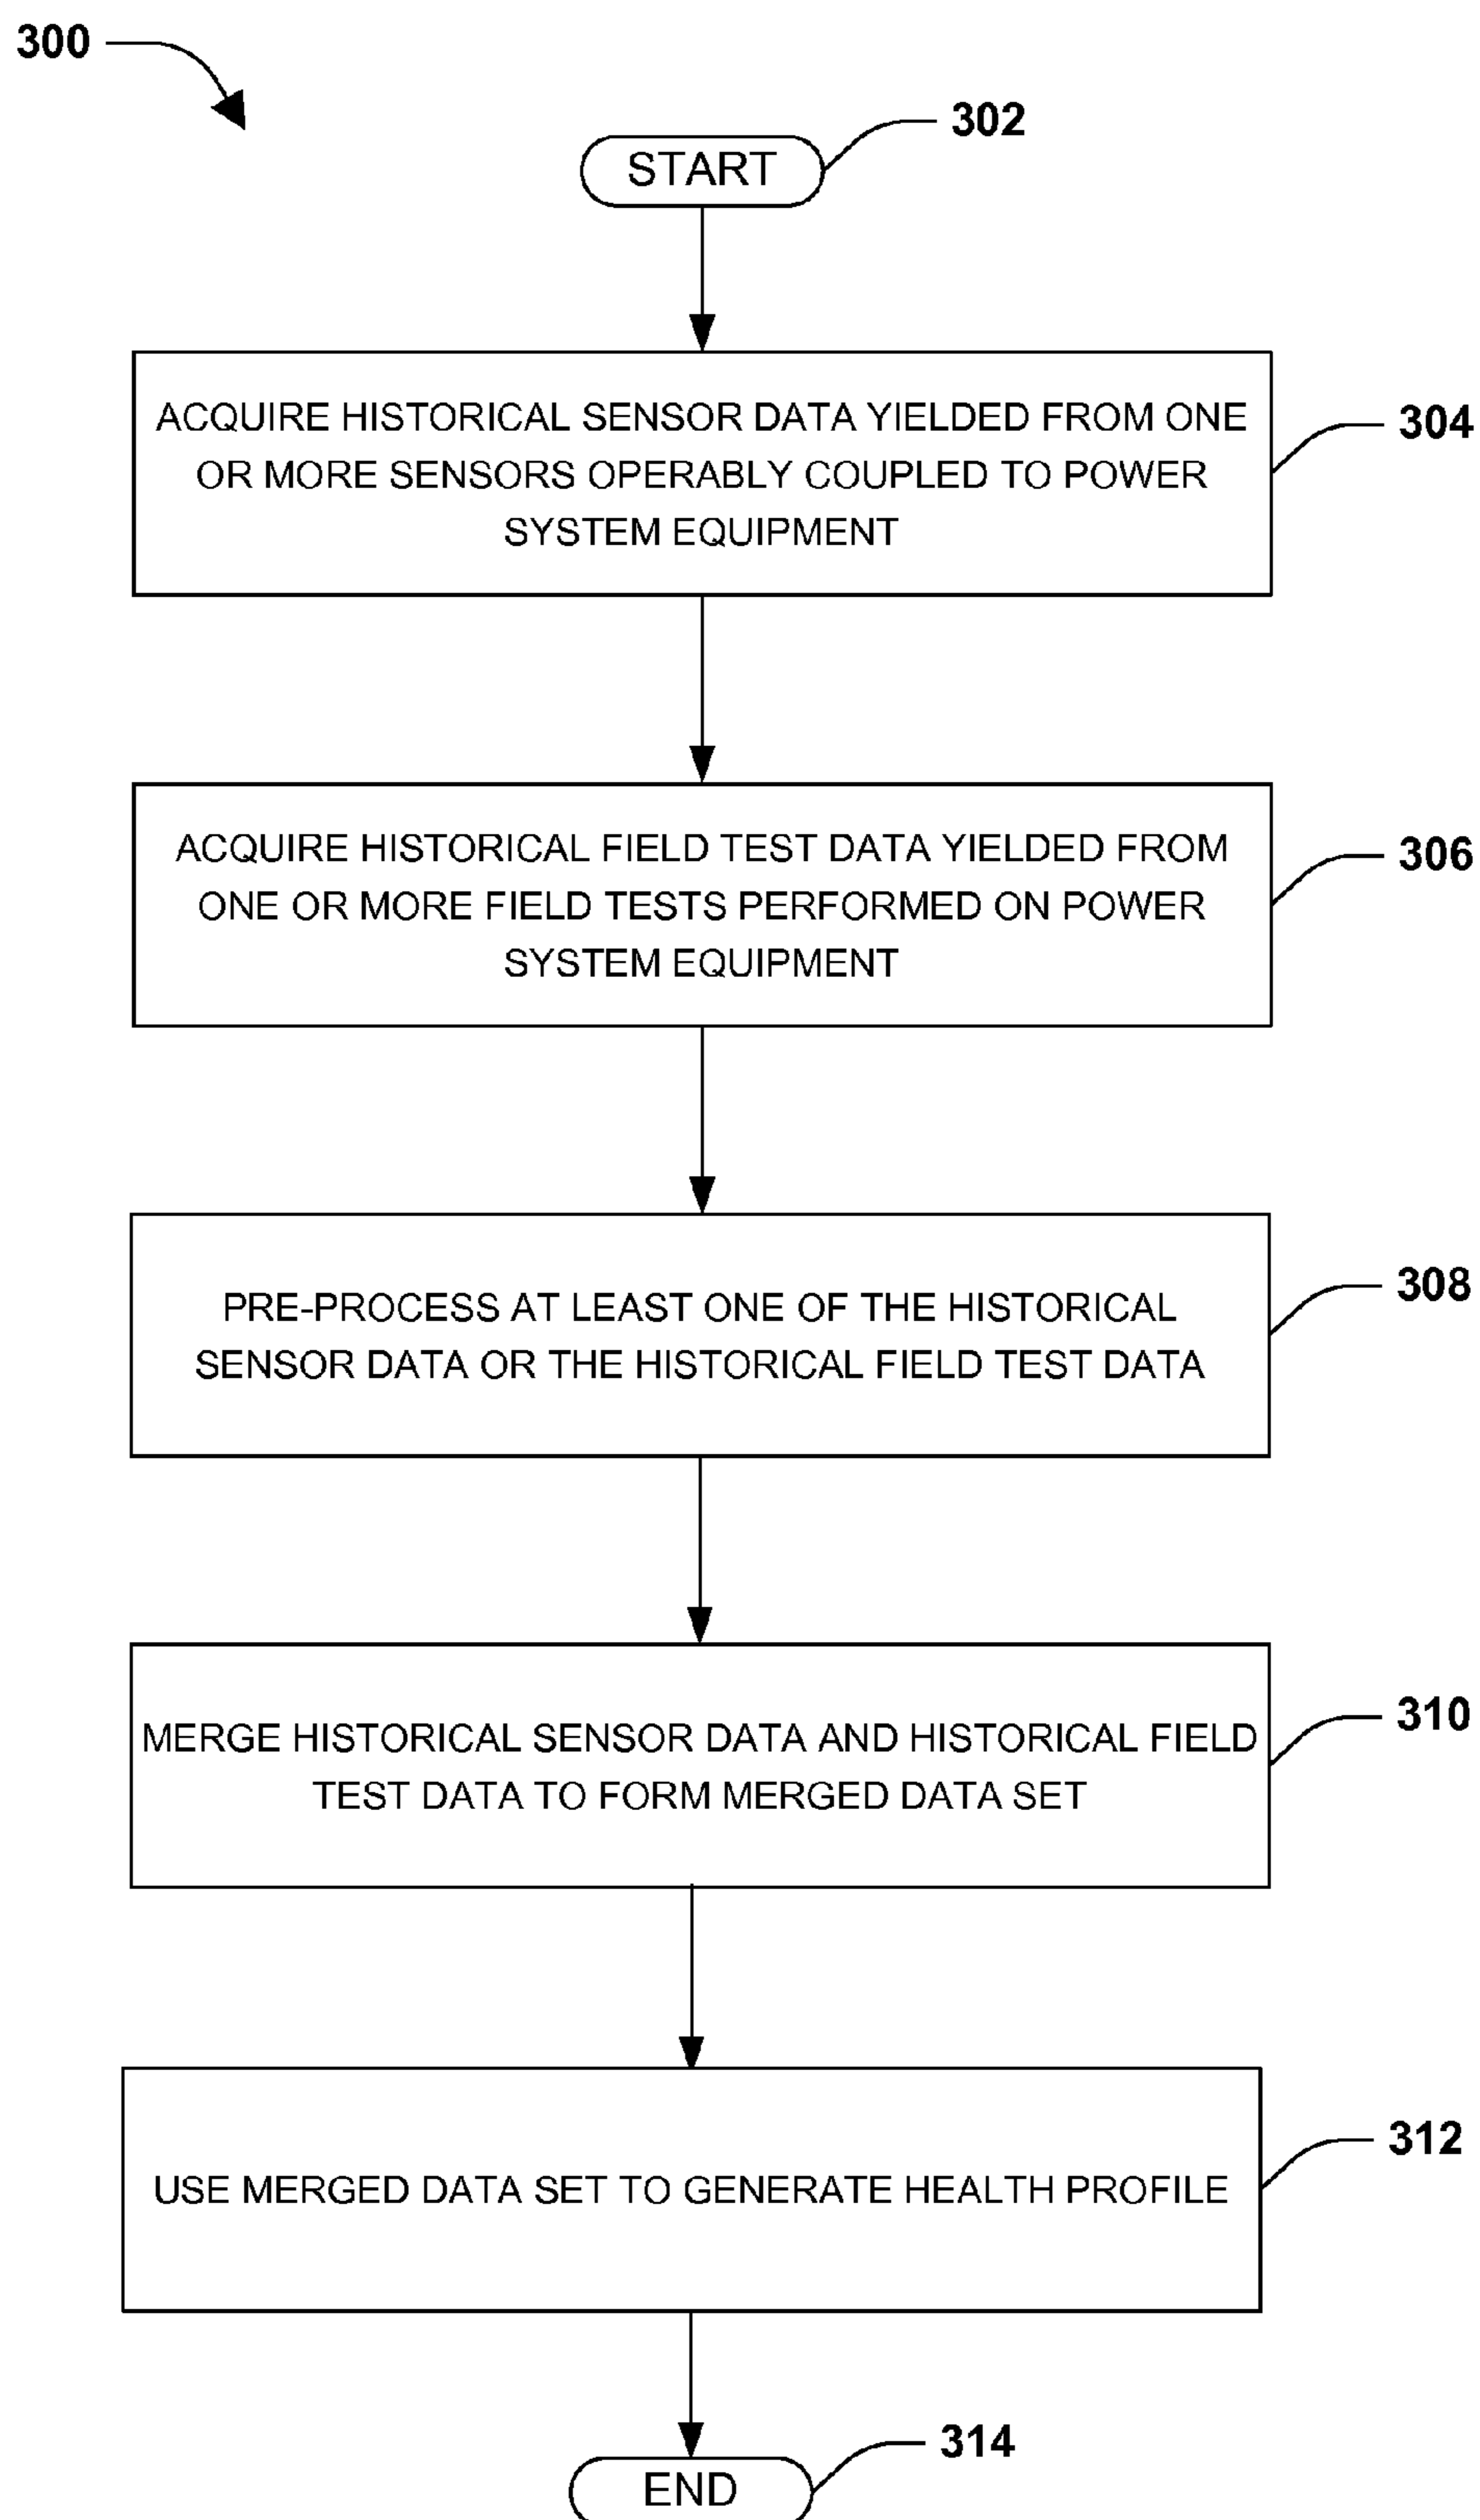 300
302
START
304
ACQUIRE HISTORICAL SENSOR DATA YIELDED FROM ONE
OR MORE SENSORS OPERABLY COUPLED TO POWER
SYSTEM EQUIPMENT
306
ACQUIRE HISTORICAL FIELD TEST DATA YIELDED FROM
ONE OR MORE FIELD TESTS PERFORMED ON POWER
SYSTEM EQUIPMENT
308
PRE-PROCESS AT LEAST ONE OF THE HISTORICAL
SENSOR DATA OR THE HISTORICAL FIELD TEST DATA
310
MERGE HISTORICAL SENSOR DATA AND HISTORICAL FIELD
TEST DATA TO FORM MERGED DATA SET
312
USE MERGED DATA SET TO GENERATE HEALTH PROFILE
314
END